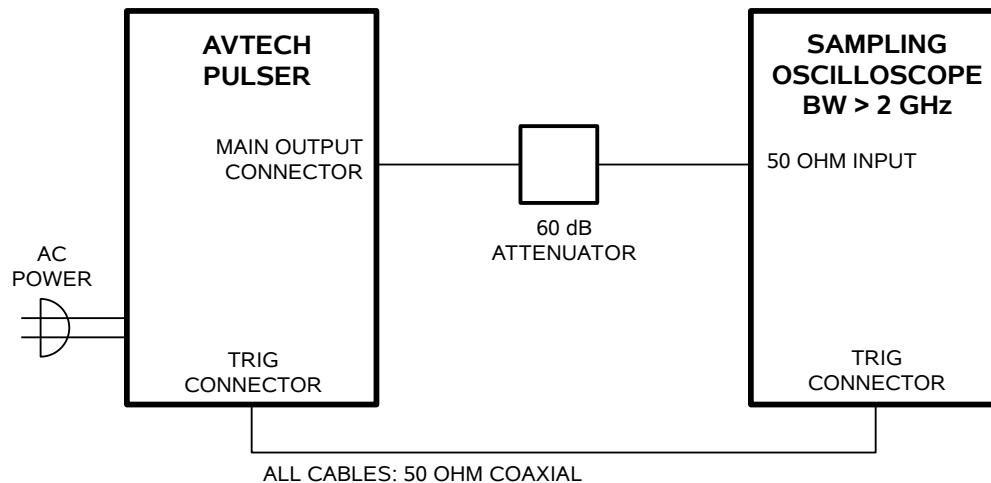 AVTECH
PULSER
SAMPLING
OSCILLOSCOPE
BW > 2 GHz
MAIN OUTPUT
CONNECTOR
50 OHM INPUT
60 dB
ATTENUATOR
AC
POWER
TRIG
CONNECTOR
TRIG
CONNECTOR
ALL CABLES: 50 OHM COAXIAL